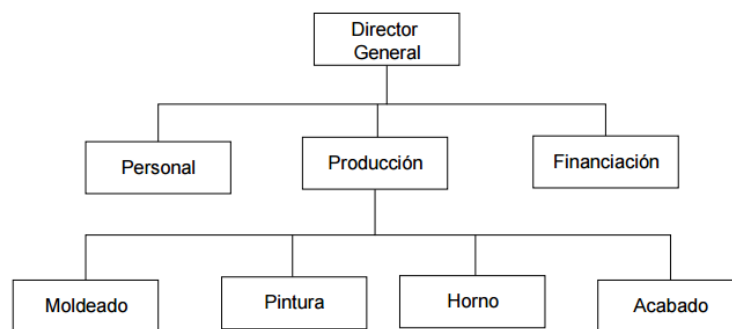 Director
General
Personal
Producción
Financiación
Moldeado
Pintura
Horno
Acabado